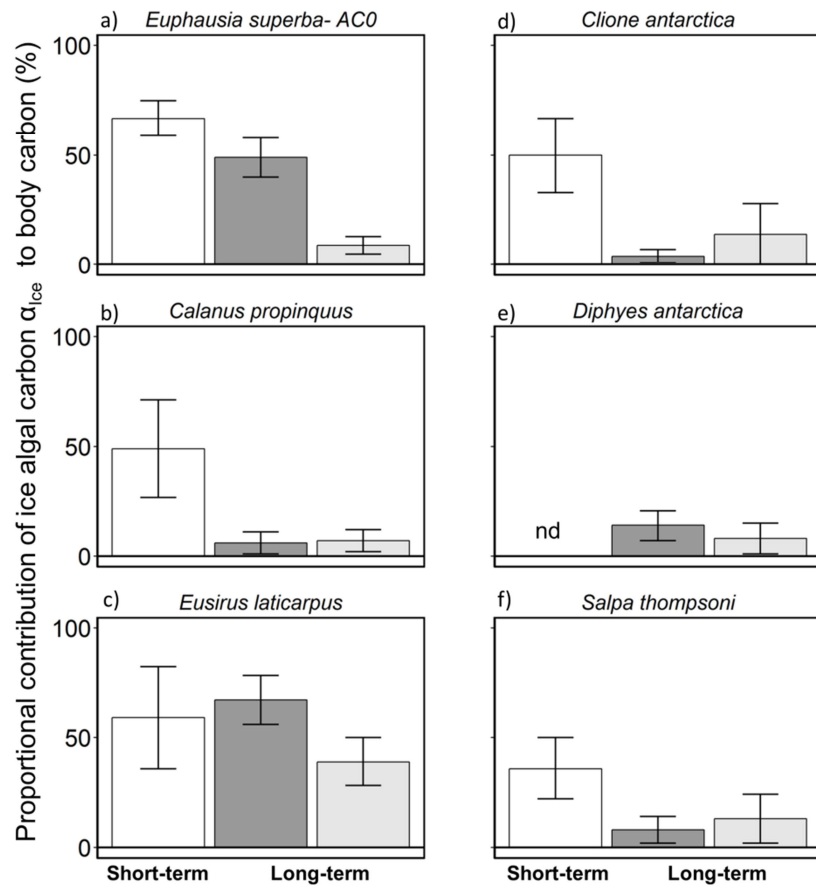 Proportional contribution of ice algal carbon αIce to body carbon (%)
a) Euphausia superba- AC0
100
50
0
b) Calanus propinquus
100
50
0
c) Eusirus laticarpus
100
50
0
Short-term Long-term
d) Clione antarctica
e) Diphyes antarctica
nd
f) Salpa thompsoni
Short-term Long-term